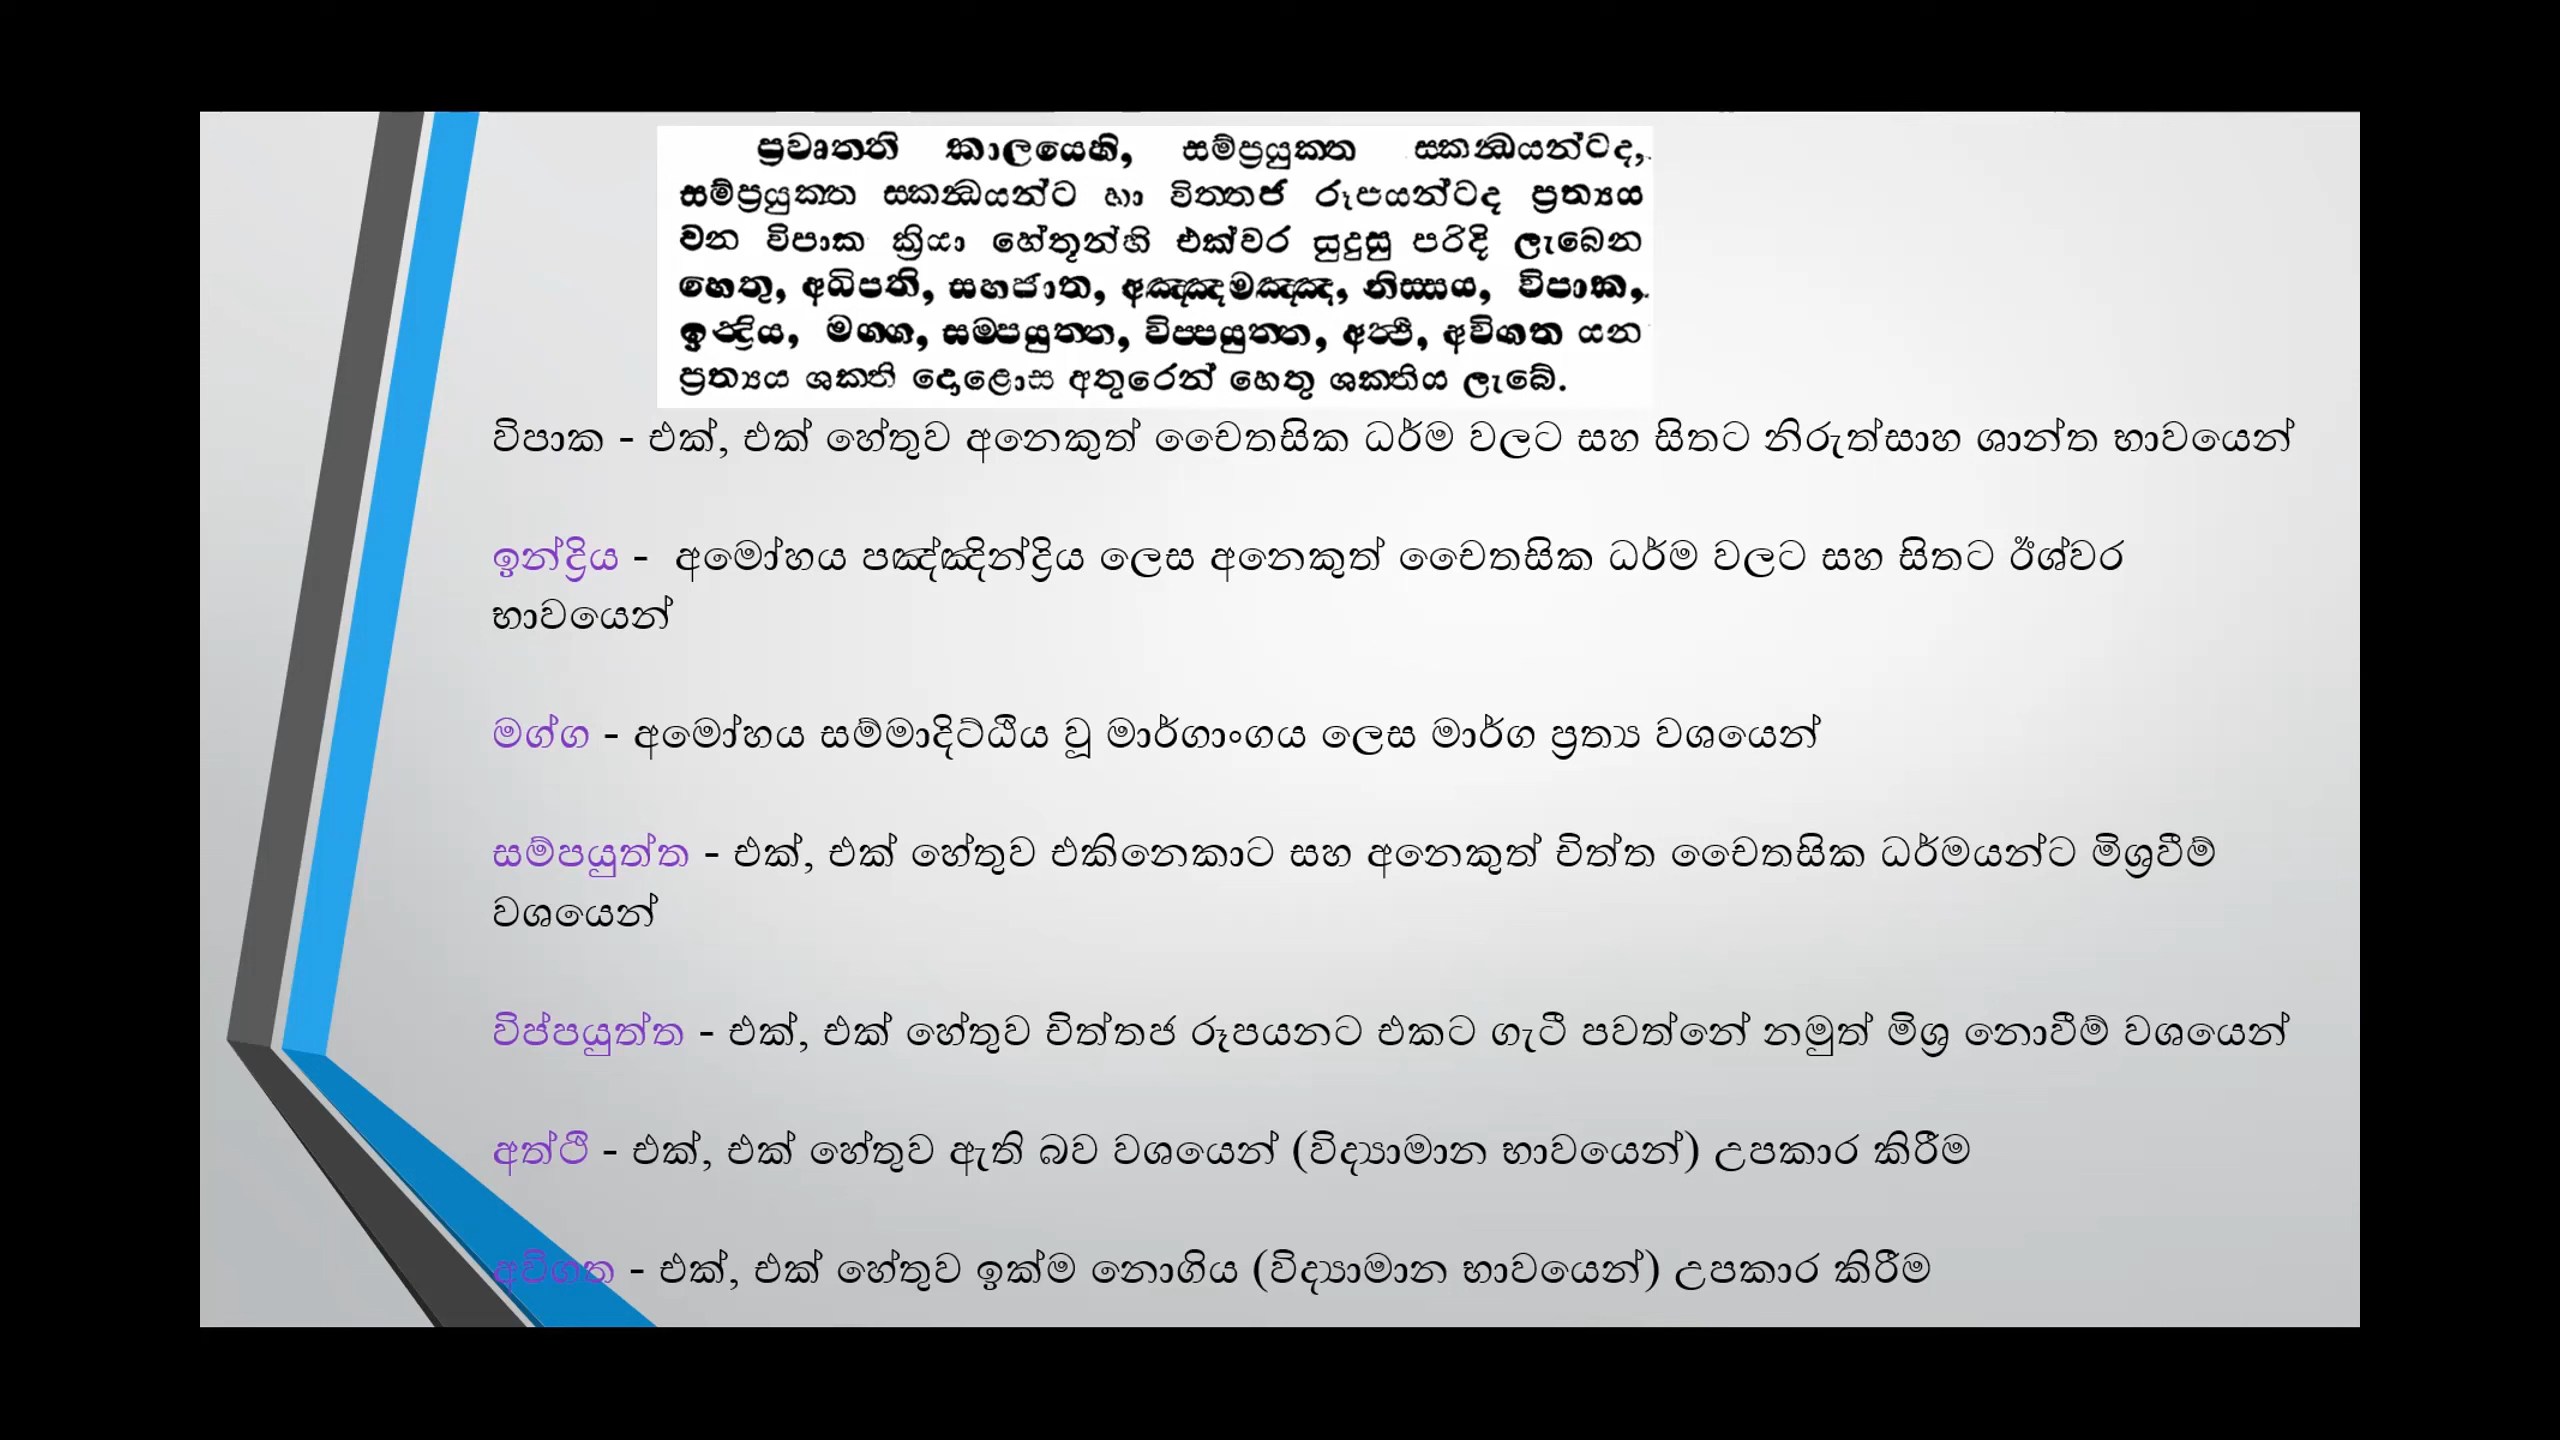 ප්‍රවෘත්ති කාලයෙහි, සම්ප්‍රයුක්ත ස්කන්ධයන්ටද,
සම්ප්‍රයුක්ත ස්කන්ධයන්ට හා චිත්තජ රූපයන්ටද ප්‍රත්‍යය
වන විපාක ක්‍රියා හේතූන්හි එක්වර සුදුසු පරිදි ලැබෙන
හෙතු, අධිපති, සහජාත, අඤ්ඤමඤ්ඤ, නිස්සය, විපාක,
ඉන්ද්‍රිය, මග්ග, සම්පයුත්ත, විප්පයුත්ත, අත්ථි, අවිගත යන
ප්‍රත්‍යය ශක්ති දොළොස අතුරෙන් හෙතු ශක්තිය ලැබේ.
විපාක - එක්, එක් හේතුව අනෙකුත් චෛතසික ධර්ම වලට සහ සිතට නිරුත්සාහ ශාන්ත භාවයෙන්
ඉන්ද්‍රිය - අමෝහය පඤ්ඤින්ද්‍රිය ලෙස අනෙකුත් චෛතසික ධර්ම වලට සහ සිතට ඊශ්වර
භාවයෙන්
මග්ග - අමෝහය සම්මාදිට්ඨිය වූ මාර්ගාංගය ලෙස මාර්ග ප්‍රත්‍ය වශයෙන්
සම්පයුත්ත - එක්, එක් හේතුව එකිනෙකාට සහ අනෙකුත් චිත්ත චෛතසික ධර්මයන්ට මිශ්‍රවීම්
වශයෙන්
විප්පයුත්ත - එක්, එක් හේතුව චිත්තජ රූපයනට එකට ගැටී පවත්නේ නමුත් මිශ්‍ර නොවීම් වශයෙන්
අත්ථි - එක්, එක් හේතුව ඇති බව වශයෙන් (විද්‍යාමාන භාවයෙන්) උපකාර කිරීම
අවිගත - එක්, එක් හේතුව ඉක්ම නොගිය (විද්‍යාමාන භාවයෙන්) උපකාර කිරීම